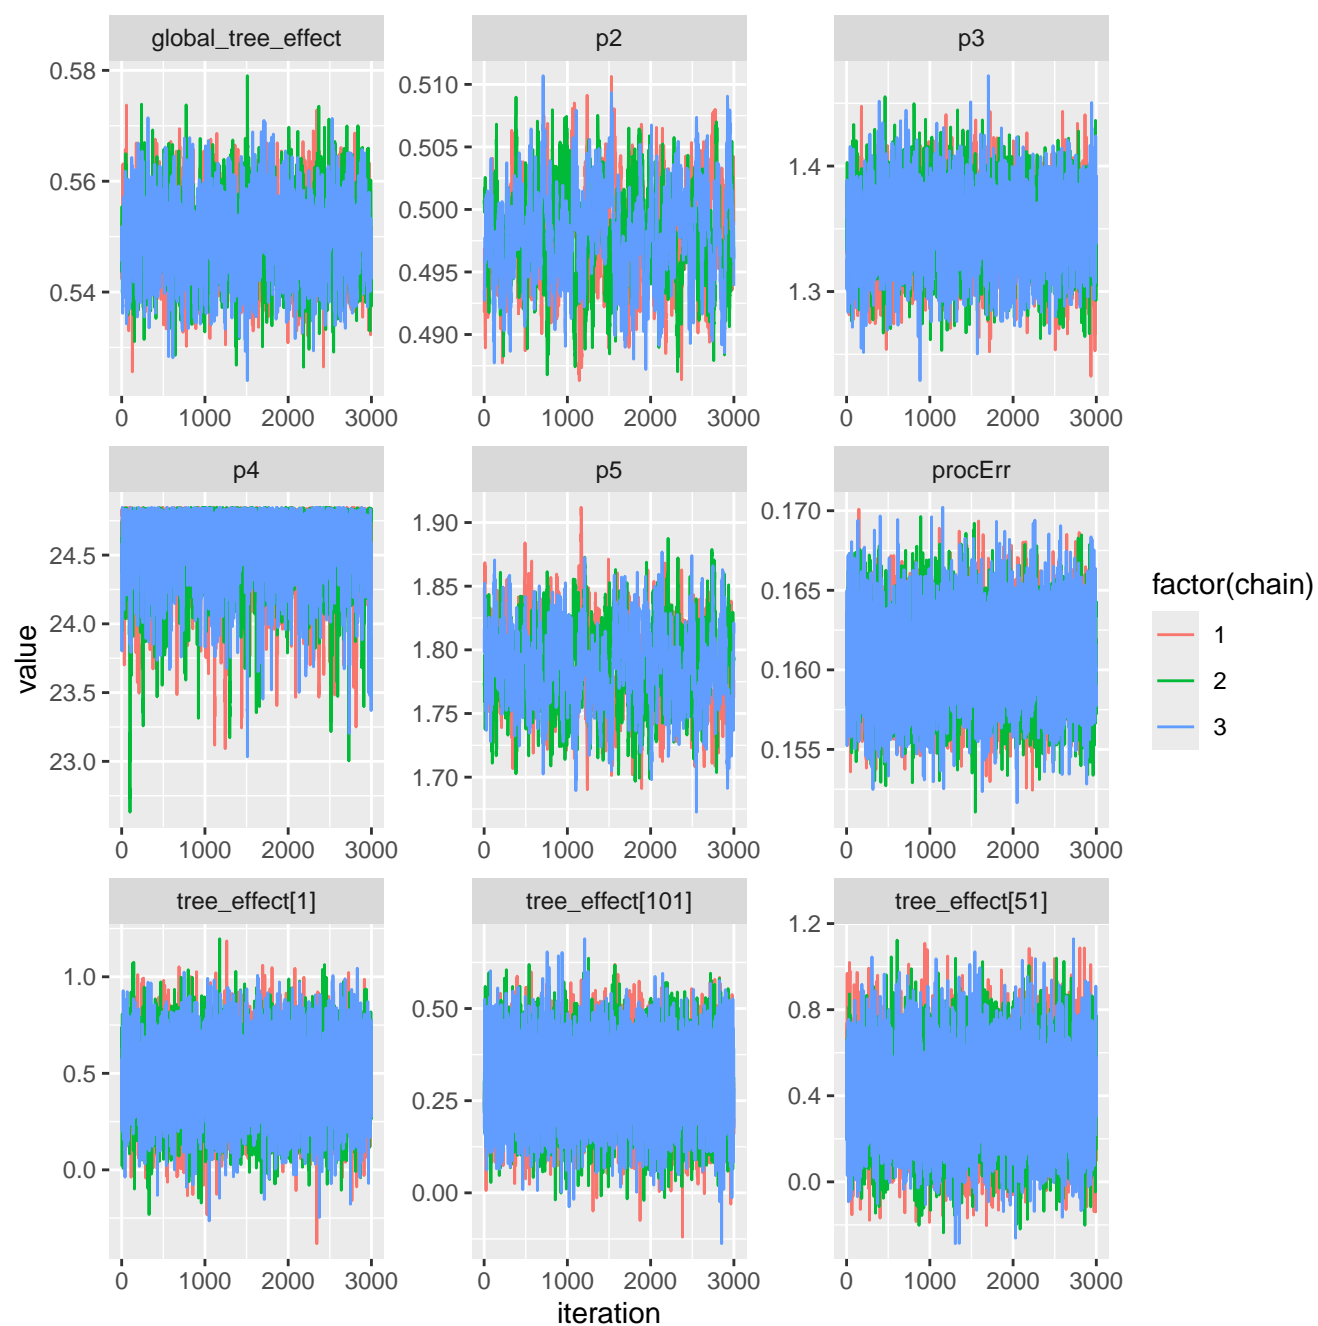 global_tree_effect
p2
p3
0.58
0.56
0.54
0.510
0.505
0.500
0.495
0.490
1.4
1.3
0 1000 2000 3000
0 1000 2000 3000
0 1000 2000 3000
p4
p5
procErr
24.5
24.0
23.5
23.0
1.90
1.85
1.80
1.75
1.70
0.170
0.165
0.160
0.155
0 1000 2000 3000
0 1000 2000 3000
0 1000 2000 3000
tree_effect[1]
tree_effect[101]
tree_effect[51]
1.0
0.5
0.0
0.50
0.25
0.00
1.2
0.8
0.4
0.0
0 1000 2000 3000
0 1000 2000 3000
0 1000 2000 3000
value
iteration
factor(chain)
1
2
3